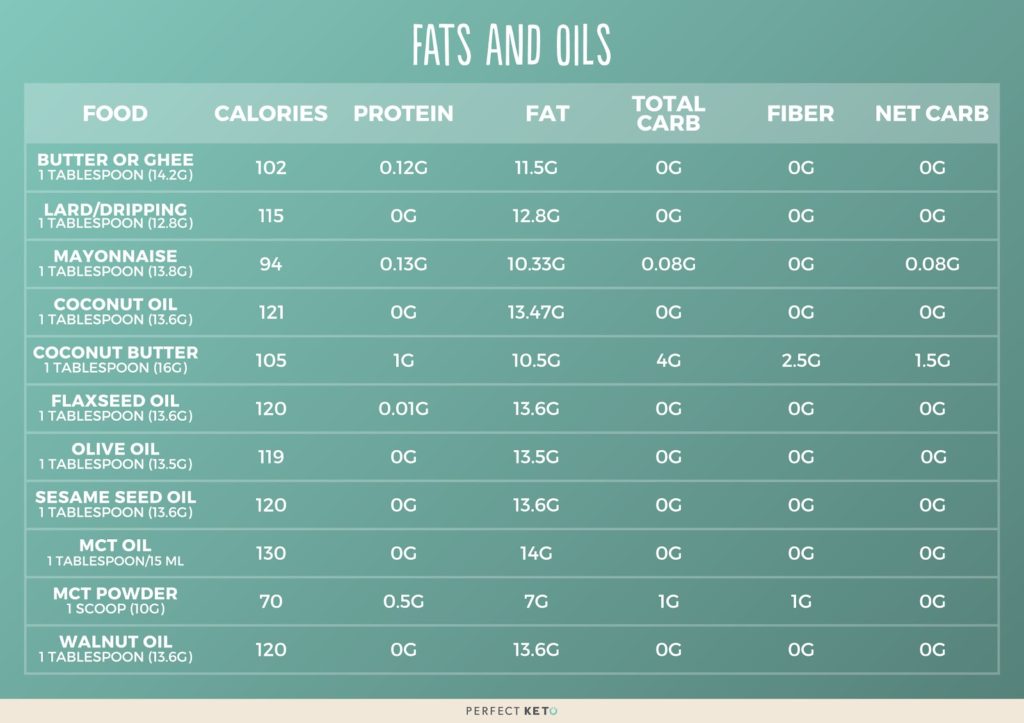 FATS AND OILS
FOOD CALORIES PROTEIN FAT TOTAL CARB FIBER NET CARB
BUTTER OR GHEE
1 TABLESPOON (14.2G) 102 0.12G 11.5G 0G 0G 0G
LARD/DRIPPING
1 TABLESPOON (12.8G) 115 0G 12.8G 0G 0G 0G
MAYONNAISE
1 TABLESPOON (13.8G) 94 0.13G 10.33G 0.08G 0G 0.08G
COCONUT OIL
1 TABLESPOON (13.6G) 121 0G 13.47G 0G 0G 0G
COCONUT BUTTER
1 TABLESPOON (16G) 105 1G 10.5G 4G 2.5G 1.5G
FLAXSEED OIL
1 TABLESPOON (13.6G) 120 0.01G 13.6G 0G 0G 0G
OLIVE OIL
1 TABLESPOON (13.5G) 119 0G 13.5G 0G 0G 0G
SESAME SEED OIL
1 TABLESPOON (13.6G) 120 0G 13.6G 0G 0G 0G
MCT OIL
1 TABLESPOON/15 ML 130 0G 14G 0G 0G 0G
MCT POWDER
1 SCOOP (10G) 70 0.5G 7G 1G 1G 0G
WALNUT OIL
1 TABLESPOON (13.6G) 120 0G 13.6G 0G 0G 0G
PERFECT KETO